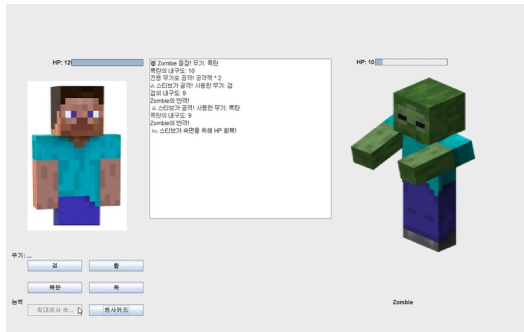 HP: 12
HP: 10
Zombie 등장! 무기: 폭탄
폭탄의 내구도: 10
전용 무기로 공격! 공격력 * 2
⚔ 스티브가 공격! 사용한 무기: 검
검의 내구도: 9
Zombie의 반격!
⚔ 스티브가 공격! 사용한 무기: 폭탄
폭탄의 내구도: 9
Zombie의 반격!
스티브가 숙면을 취해 HP 회복!
무기: ...
검
활
폭탄
능력
천사카드
Zombie